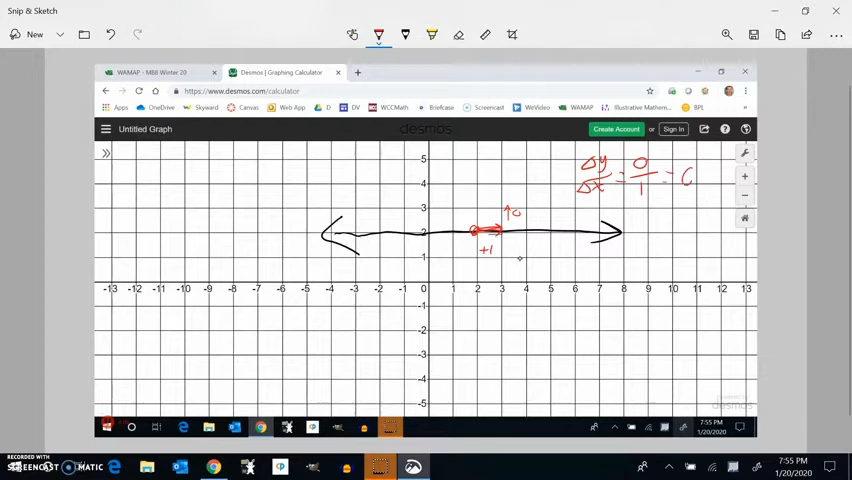 Snip & Sketch
New
WAMAP - MBB Winter 20
Desmos | Graphing Calculator
https://www.desmos.com/calculator
Apps OneDrive Skyward Canvas Web App D DV WCCMath Briefcase Screencast WeVideo WAMAP Illustrative Mathem... BPL
Untitled Graph
desmos
Create Account or Sign In
5
4
3
2
1
-13 -12 -11 -10 -9 -8 -7 -6 -5 -4 -3 -2 -1 0 1 2 3 4 5 6 7 8 9 10 11 12 13
-1
-2
-3
-4
-5
Δy/Δx = 0/1 = 0
↑0
+1
desmos
7:55 PM
1/20/2020
RECORDED WITH
SCREENCAST MATIC
7:55 PM
1/20/2020